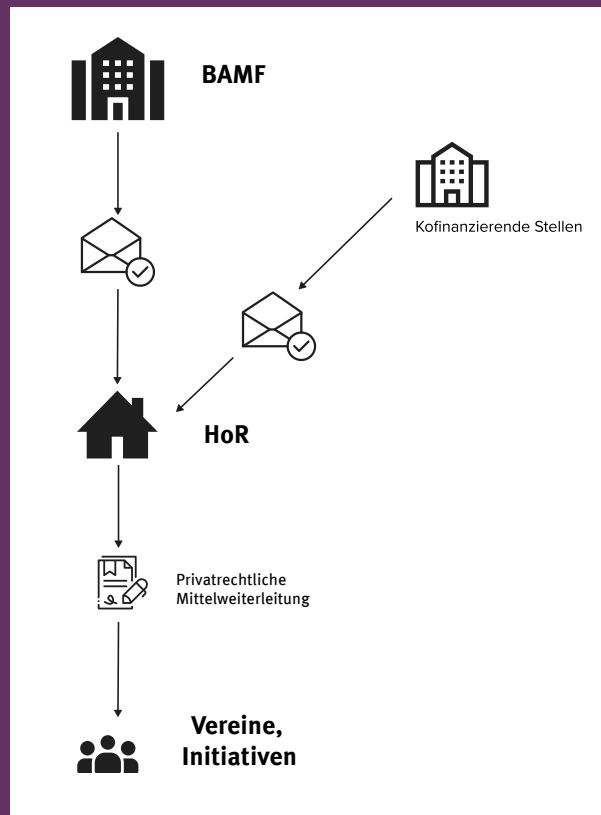 BAMF
Kofinanzierende Stellen
HoR
Privatrechtliche
Mittelweiterleitung
Vereine,
Initiativen